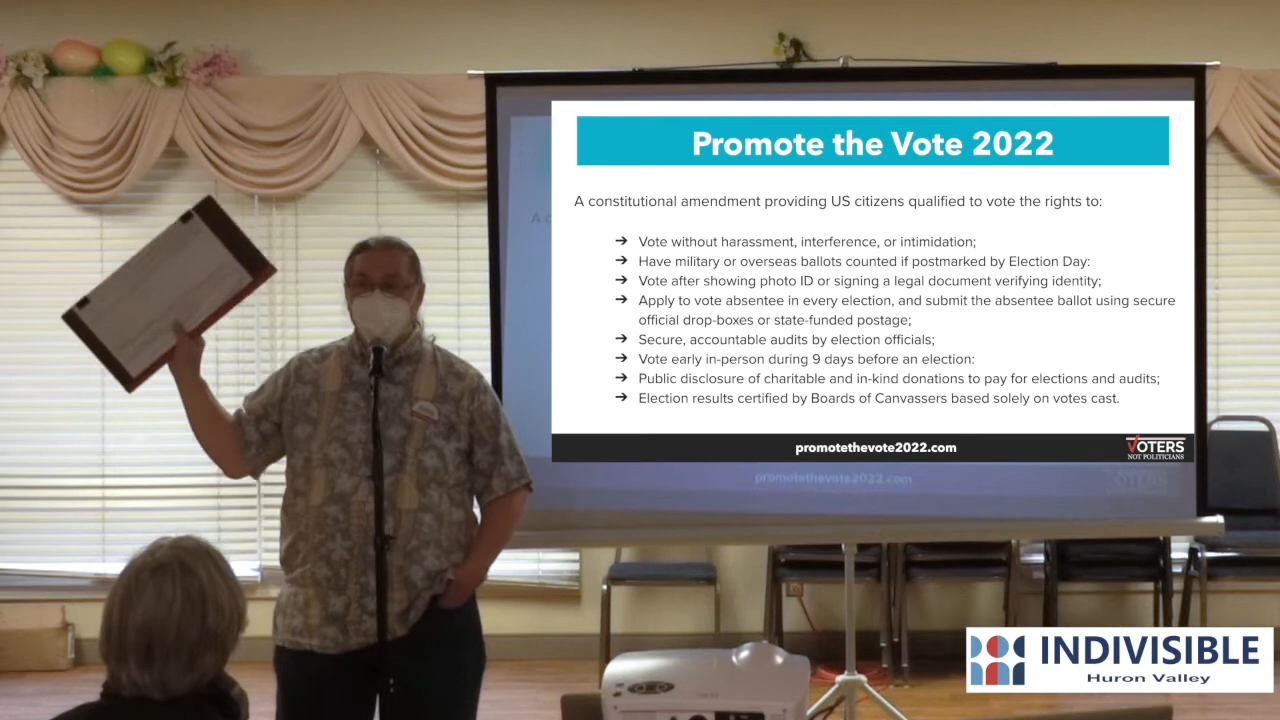 Promote the Vote 2022
A constitutional amendment providing US citizens qualified to vote the rights to:
➔ Vote without harassment, interference, or intimidation;
➔ Have military or overseas ballots counted if postmarked by Election Day:
➔ Vote after showing photo ID or signing a legal document verifying identity;
➔ Apply to vote absentee in every election, and submit the absentee ballot using secure
official drop-boxes or state-funded postage;
➔ Secure, accountable audits by election officials;
➔ Vote early in-person during 9 days before an election:
➔ Public disclosure of charitable and in-kind donations to pay for elections and audits;
➔ Election results certified by Boards of Canvassers based solely on votes cast.
promotethevote2022.com
VOTERS
NOT POLITICIANS
A c
promotethevote2022.com
VOTERS
INDIVISIBLE
Huron Valley